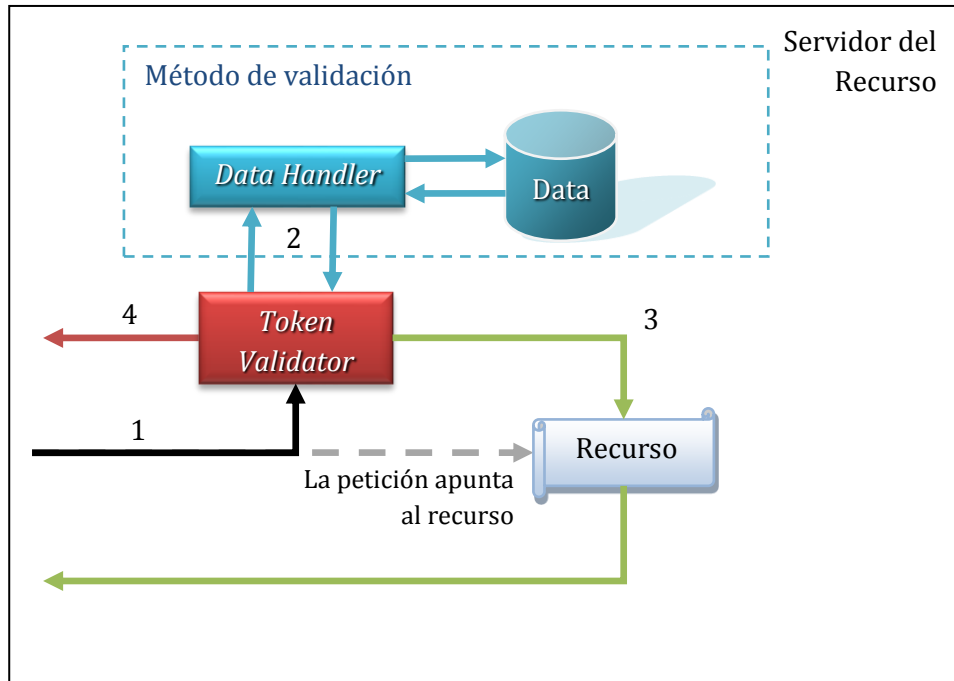 Servidor del
Recurso
Método de validación
Data Handler
Data
2
4
Token
Validator
3
1
Recurso
La petición apunta
al recurso